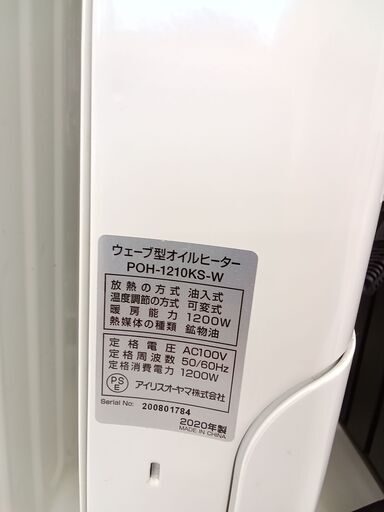 ウェーブ型オイルヒーター
POH-1210KS-W
放熱の方式 油入式
温度調節の方式 可変式
暖房能力 1200W
熱媒体の種類 鉱物油
定格電圧 AC100V
定格周波数 50/60Hz
定格消費電力 1200W
PS
E
アイリスオーヤマ株式会社
Serial No: 200801784
2020年製
MADE IN CHINA